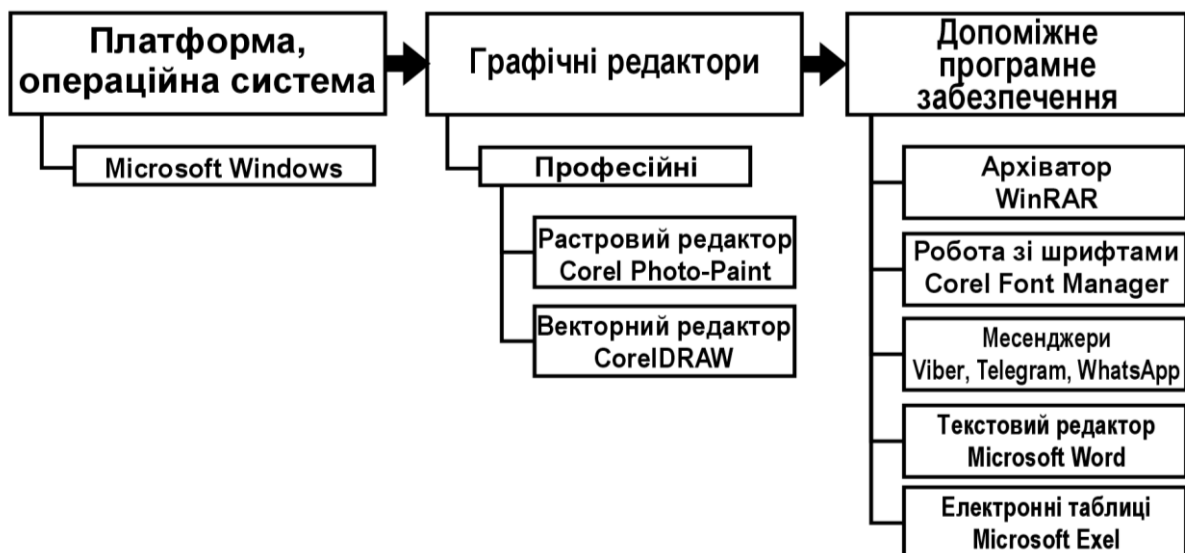 Платформа,
операційна система
Microsoft Windows
Графічні редактори
Професійні
Растровий редактор
Corel Photo-Paint
Векторний редактор
CorelDRAW
Допоміжне
програмне
забезпечення
Архіватор
WinRAR
Робота зі шрифтами
Corel Font Manager
Месенджери
Viber, Telegram, WhatsApp
Текстовий редактор
Microsoft Word
Електронні таблиці
Microsoft Exel